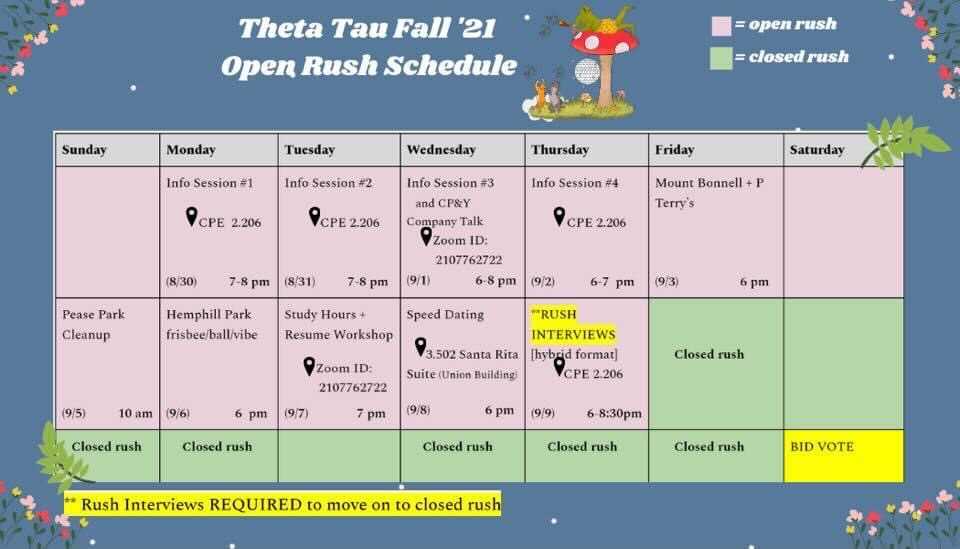 Theta Tau Fall '21
Open Rush Schedule
= open rush
= closed rush
Sunday Monday Tuesday Wednesday Thursday Friday Saturday
Info Session #1
CPE 2.206
(8/30) 7-8 pm
Info Session #2
CPE 2.206
(8/31) 7-8 pm
Info Session #3
and CP&Y
Company Talk
Zoom ID:
2107762722
(9/1) 6-8 pm
Info Session #4
CPE 2.206
(9/2) 6-7 pm
Mount Bonnell + P
Terry's
(9/3) 6 pm
Pease Park
Cleanup
(9/5) 10 am
Hemphill Park
frisbee/ball/vibe
(9/6) 6 pm
Study Hours +
Resume Workshop
Zoom ID:
2107762722
(9/7) 7 pm
Speed Dating
3.502 Santa Rita
Suite (Union Building)
(9/8) 6 pm
**RUSH
INTERVIEWS
[hybrid format]
CPE 2.206
(9/9) 6-8:30pm
Closed rush
Closed rush Closed rush Closed rush Closed rush Closed rush BID VOTE
** Rush Interviews REQUIRED to move on to closed rush